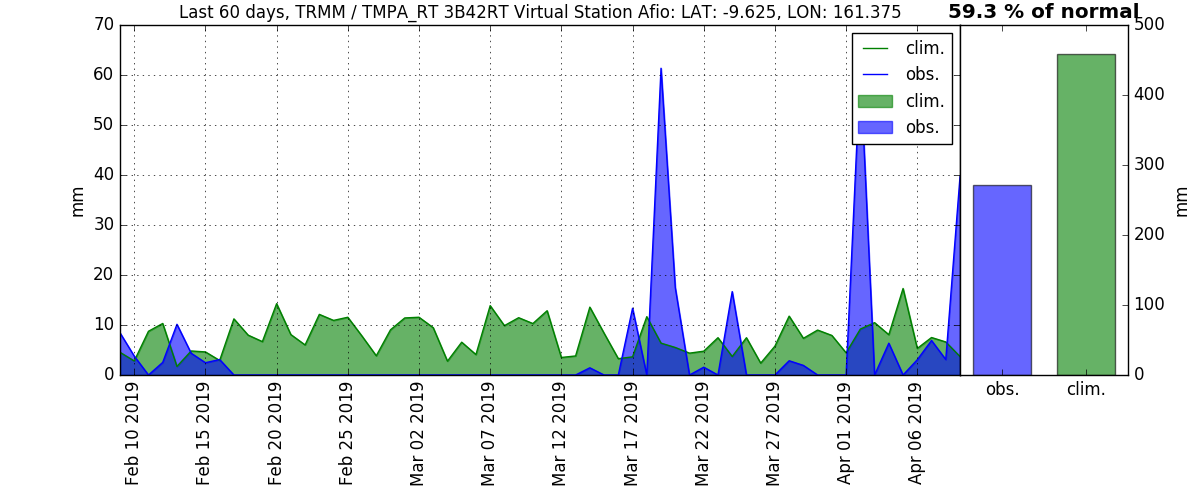 Last 60 days, TRMM / TMPA_RT 3B42RT Virtual Station Afio: LAT: -9.625, LON: 161.375
59.3 % of normal
70
60
50
40
30
20
10
0
mm
clim.
obs.
clim.
obs.
500
400
300
200
100
0
mm
Feb 10 2019
Feb 15 2019
Feb 20 2019
Feb 25 2019
Mar 02 2019
Mar 07 2019
Mar 12 2019
Mar 17 2019
Mar 22 2019
Mar 27 2019
Apr 01 2019
Apr 06 2019
obs.
clim.